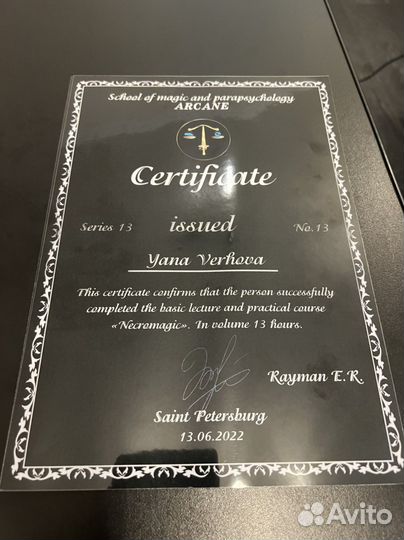 School of magic and parapsychology
ARCANE
Certificate
Series 13 issued No.13
Yana Verhova
This certificate confirms that the person successfully
completed the basic lecture and practical course
«Necromagic». In volume 13 hours.
Rayman E.R.
Saint Petersburg
13.06.2022
Avito